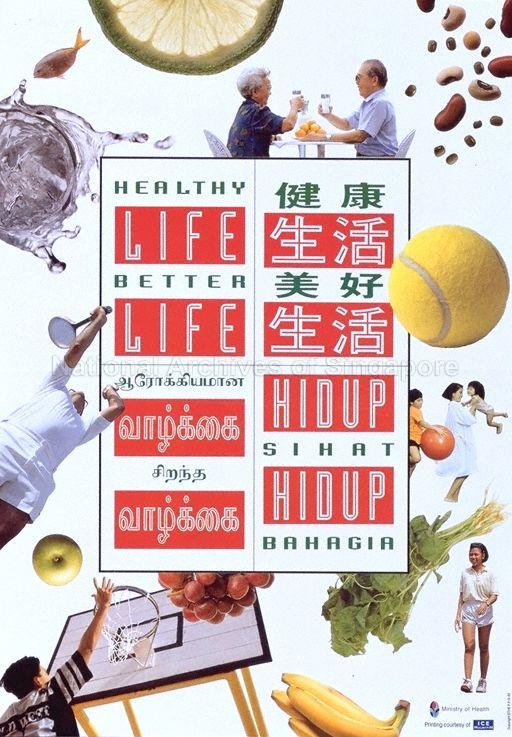 HEALTHY
LIFE
BETTER
LIFE
健康
生活
美好
生活
ஆரோக்கியமான
வாழ்க்கை
சிறந்த
வாழ்க்கை
HIDUP
SIHAT
HIDUP
BAHAGIA
National Archives of Singapore
Ministry of Health
Printing courtesy of ICE